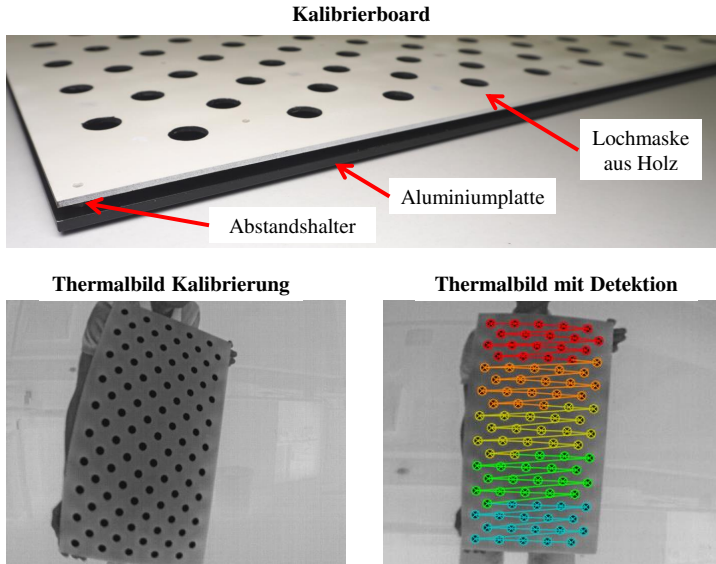 Kalibrierboard
Lochmaske
aus Holz
Aluminiumplatte
Abstandshalter
Thermalbild Kalibrierung
Thermalbild mit Detektion